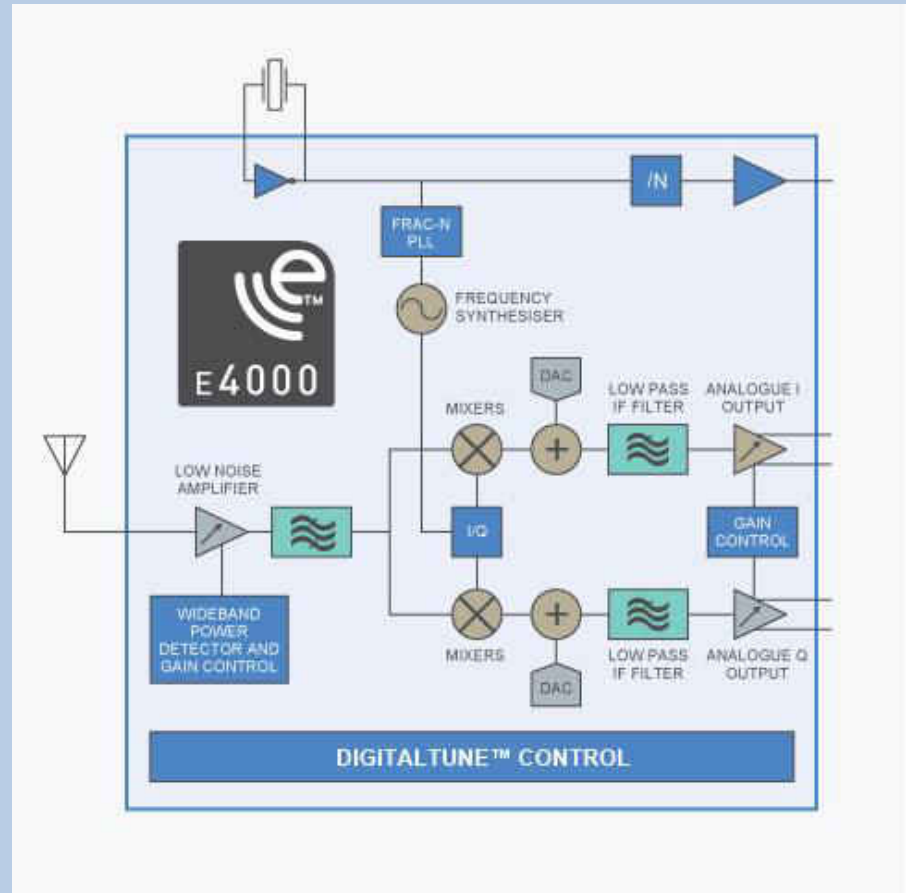 /N
FRAC-N
PLL
e
TM
E4000
FREQUENCY
SYNTHESISER
DAC
MIXERS
LOW PASS
IF FILTER
ANALOGUE I
OUTPUT
LOW NOISE
AMPLIFIER
I/Q
GAIN
CONTROL
WIDEBAND
POWER
DETECTOR AND
GAIN CONTROL
MIXERS
DAC
LOW PASS
IF FILTER
ANALOGUE Q
OUTPUT
DIGITALTUNE™ CONTROL